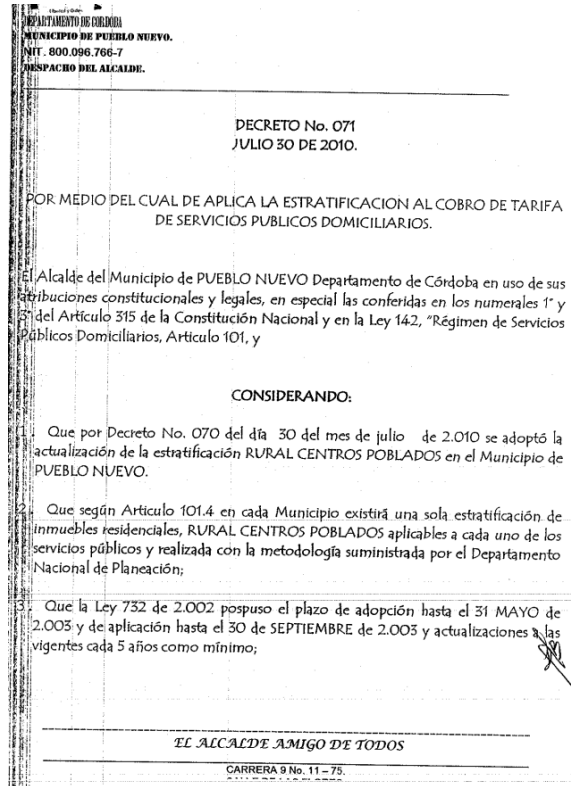 DEPARTAMENTO DE CORDOBA
MUNICIPIO DE PUEBLO NUEVO.
NIT. 800.096.766-7
DESPACHO DEL ALCALDE.
DECRETO No. 071
JULIO 30 DE 2010.
POR MEDIO DEL CUAL DE APLICA LA ESTRATIFICACION AL COBRO DE TARIFA
DE SERVICIOS PUBLICOS DOMICILIARIOS.
El Alcalde del Municipio de PUEBLO NUEVO Departamento de Córdoba en uso de sus
atribuciones constitucionales y legales, en especial las conferidas en los numerales 1° y
3° del Artículo 315 de la Constitución Nacional y en la Ley 142, "Régimen de Servicios
Públicos Domiciliarios, Articulo 101, y
CONSIDERANDO:
1. Que por Decreto No. 070 del día 30 del mes de julio de 2.010 se adoptó la
actualización de la estratificación RURAL CENTROS POBLADOS en el Municipio de
PUEBLO NUEVO.
2. Que según Articulo 101.4 en cada Municipio existirá una sola estratificación de
inmuebles residenciales, RURAL CENTROS POBLADOS aplicables a cada uno de los
servicios públicos y realizada con la metodología suministrada por el Departamento
Nacional de Planeación;
3. Que la Ley 732 de 2.002 pospuso el plazo de adopción hasta el 31 MAYO de
2.003 y de aplicación hasta el 30 de SEPTIEMBRE de 2.003 y actualizaciones a las
vigentes cada 5 años como mínimo;
EL ALCALDE AMIGO DE TODOS
CARRERA 9 No. 11 – 75.